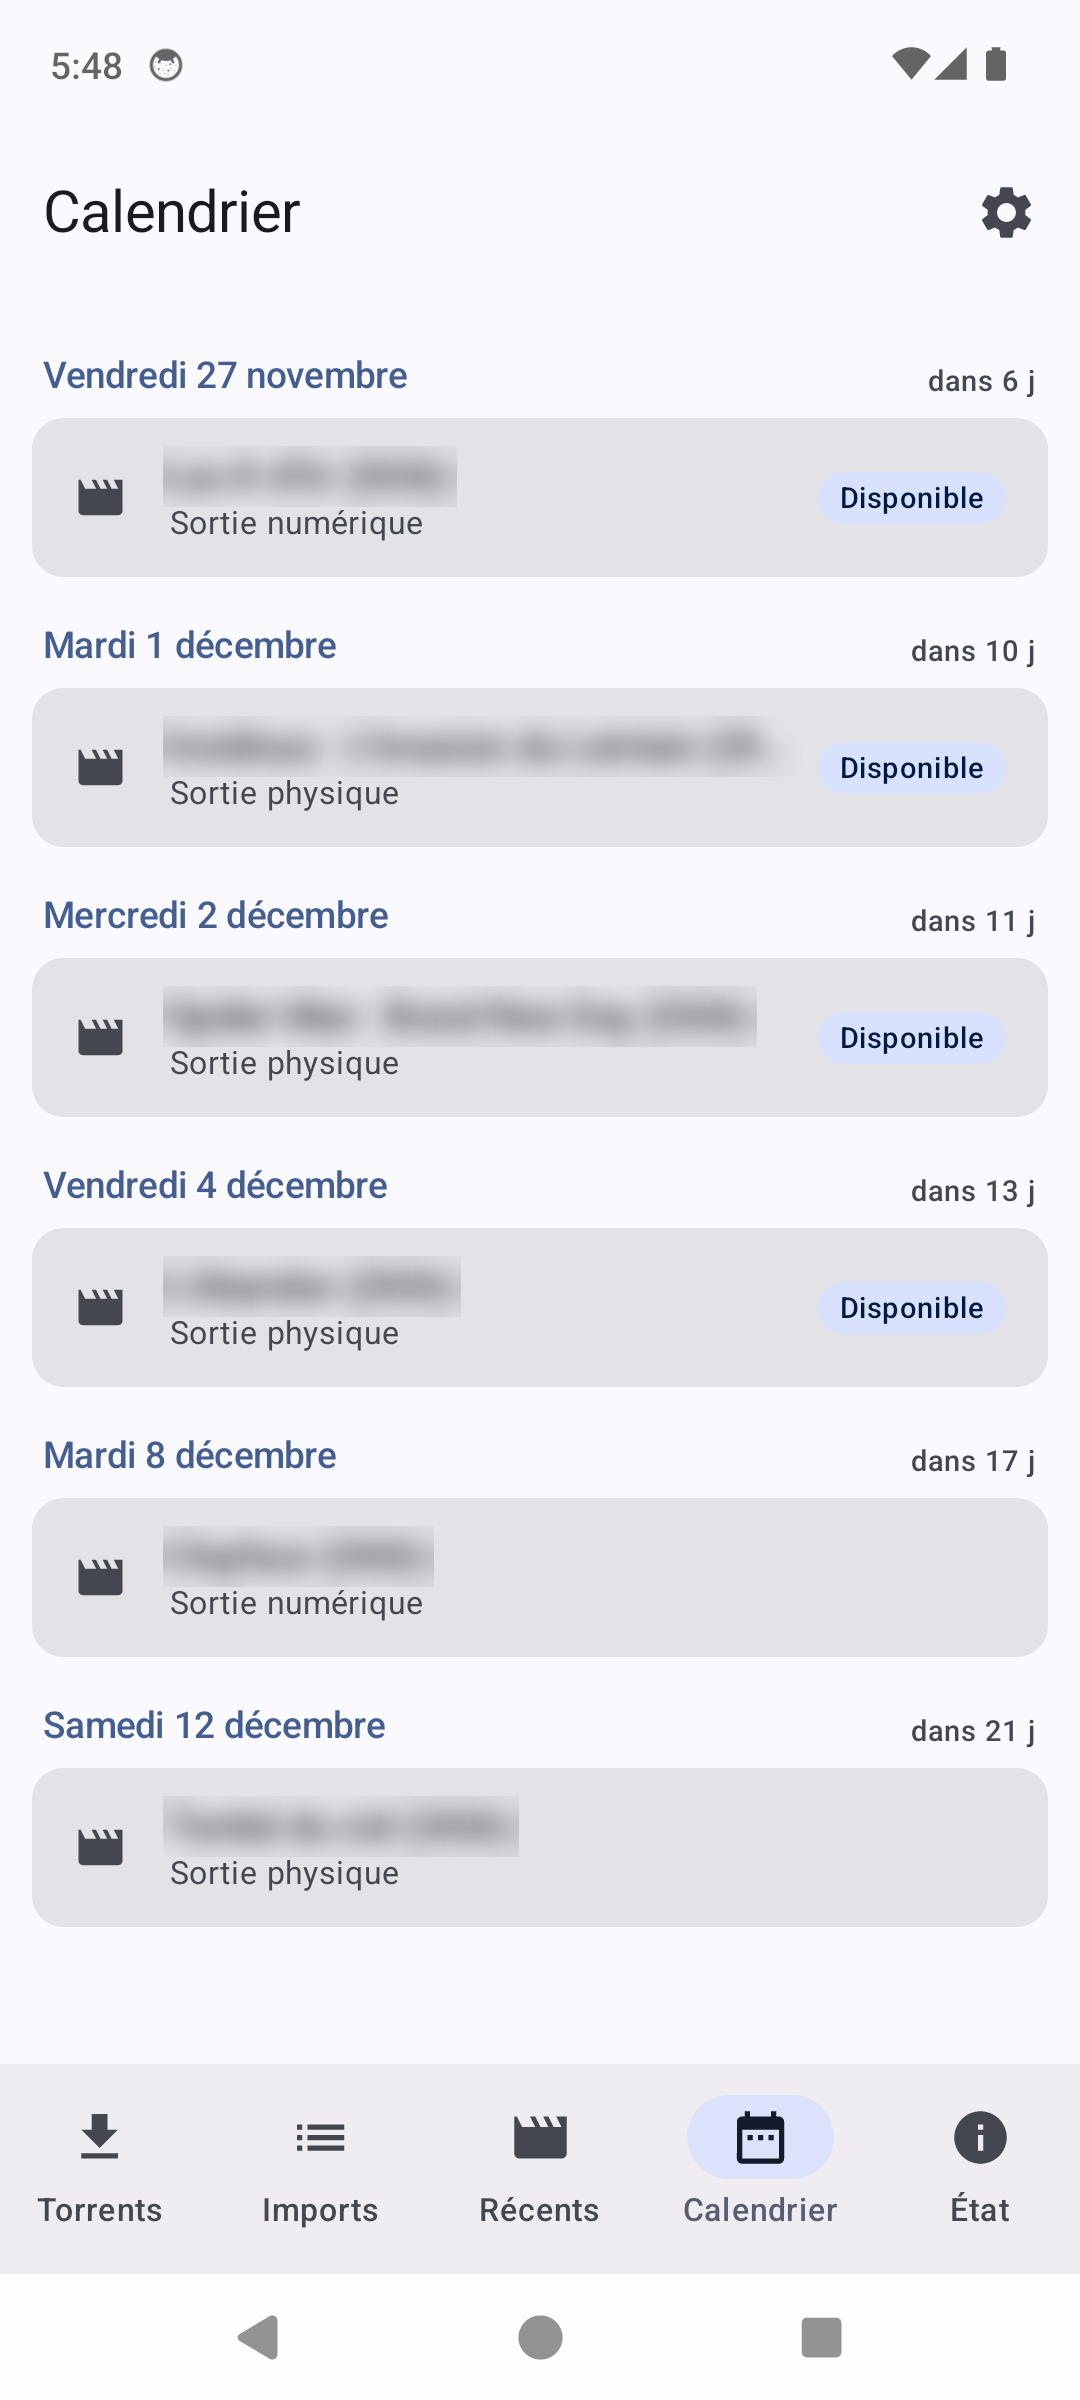 5:48
Calendrier
Vendredi 27 novembre
dans 6 j
Sortie numérique
Disponible
Mardi 1 décembre
dans 10 j
Sortie physique
Disponible
Mercredi 2 décembre
dans 11 j
Sortie physique
Disponible
Vendredi 4 décembre
dans 13 j
Sortie physique
Disponible
Mardi 8 décembre
dans 17 j
Sortie numérique
Samedi 12 décembre
dans 21 j
Sortie physique
Torrents
Imports
Récents
Calendrier
État